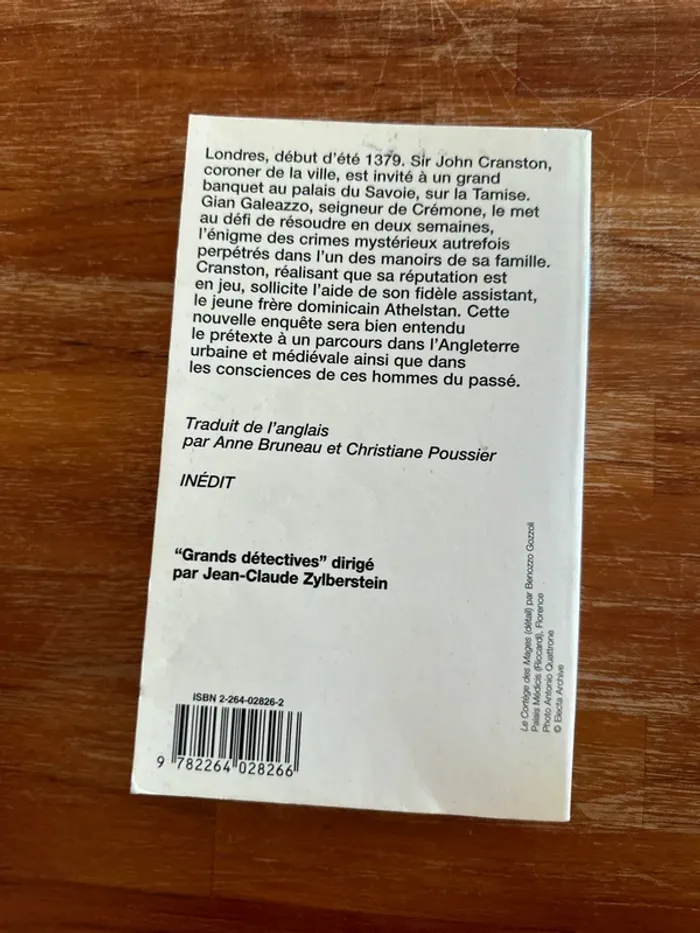 Londres, début d'été 1379. Sir John Cranston,
coroner de la ville, est invité à un grand
banquet au palais du Savoie, sur la Tamise.
Gian Galeazzo, seigneur de Crémone, le met
au défi de résoudre en deux semaines,
l'énigme des crimes mystérieux autrefois
perpétrés dans l'un des manoirs de sa famille.
Cranston, réalisant que sa réputation est
en jeu, sollicite l'aide de son fidèle assistant,
le jeune frère dominicain Athelstan. Cette
nouvelle enquête sera bien entendu
le prétexte à un parcours dans l'Angleterre
urbaine et médiévale ainsi que dans
les consciences de ces hommes du passé.
Traduit de l'anglais
par Anne Bruneau et Christiane Poussier
INÉDIT
"Grands détectives" dirigé
par Jean-Claude Zylberstein
ISBN 2-264-02826-2
9 782264 028266
Le Cortège des Mages (détail) par Benozzo Gozzoli
Palais Médicis (Riccardi), Florence
Photo Antonio Quattrone
© Electa Archive